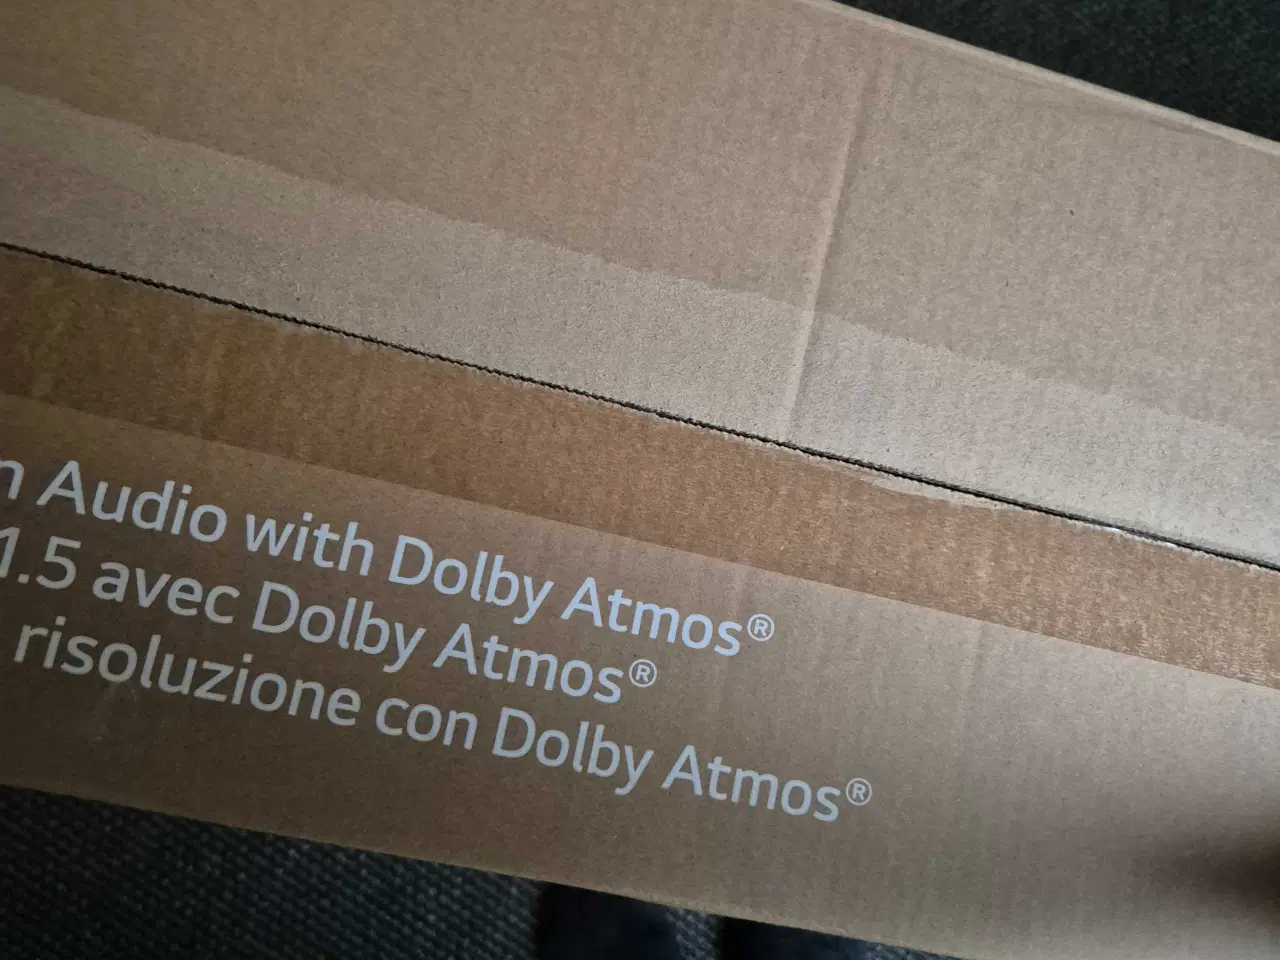 n Audio with Dolby Atmos®
1.5 avec Dolby Atmos®
risoluzione con Dolby Atmos®